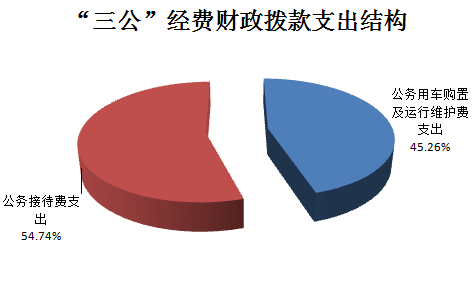 “三公”经费财政拨款支出结构
公务用车购置
及运行维护费
支出
45.26%
公务接待费支
出
54.74%